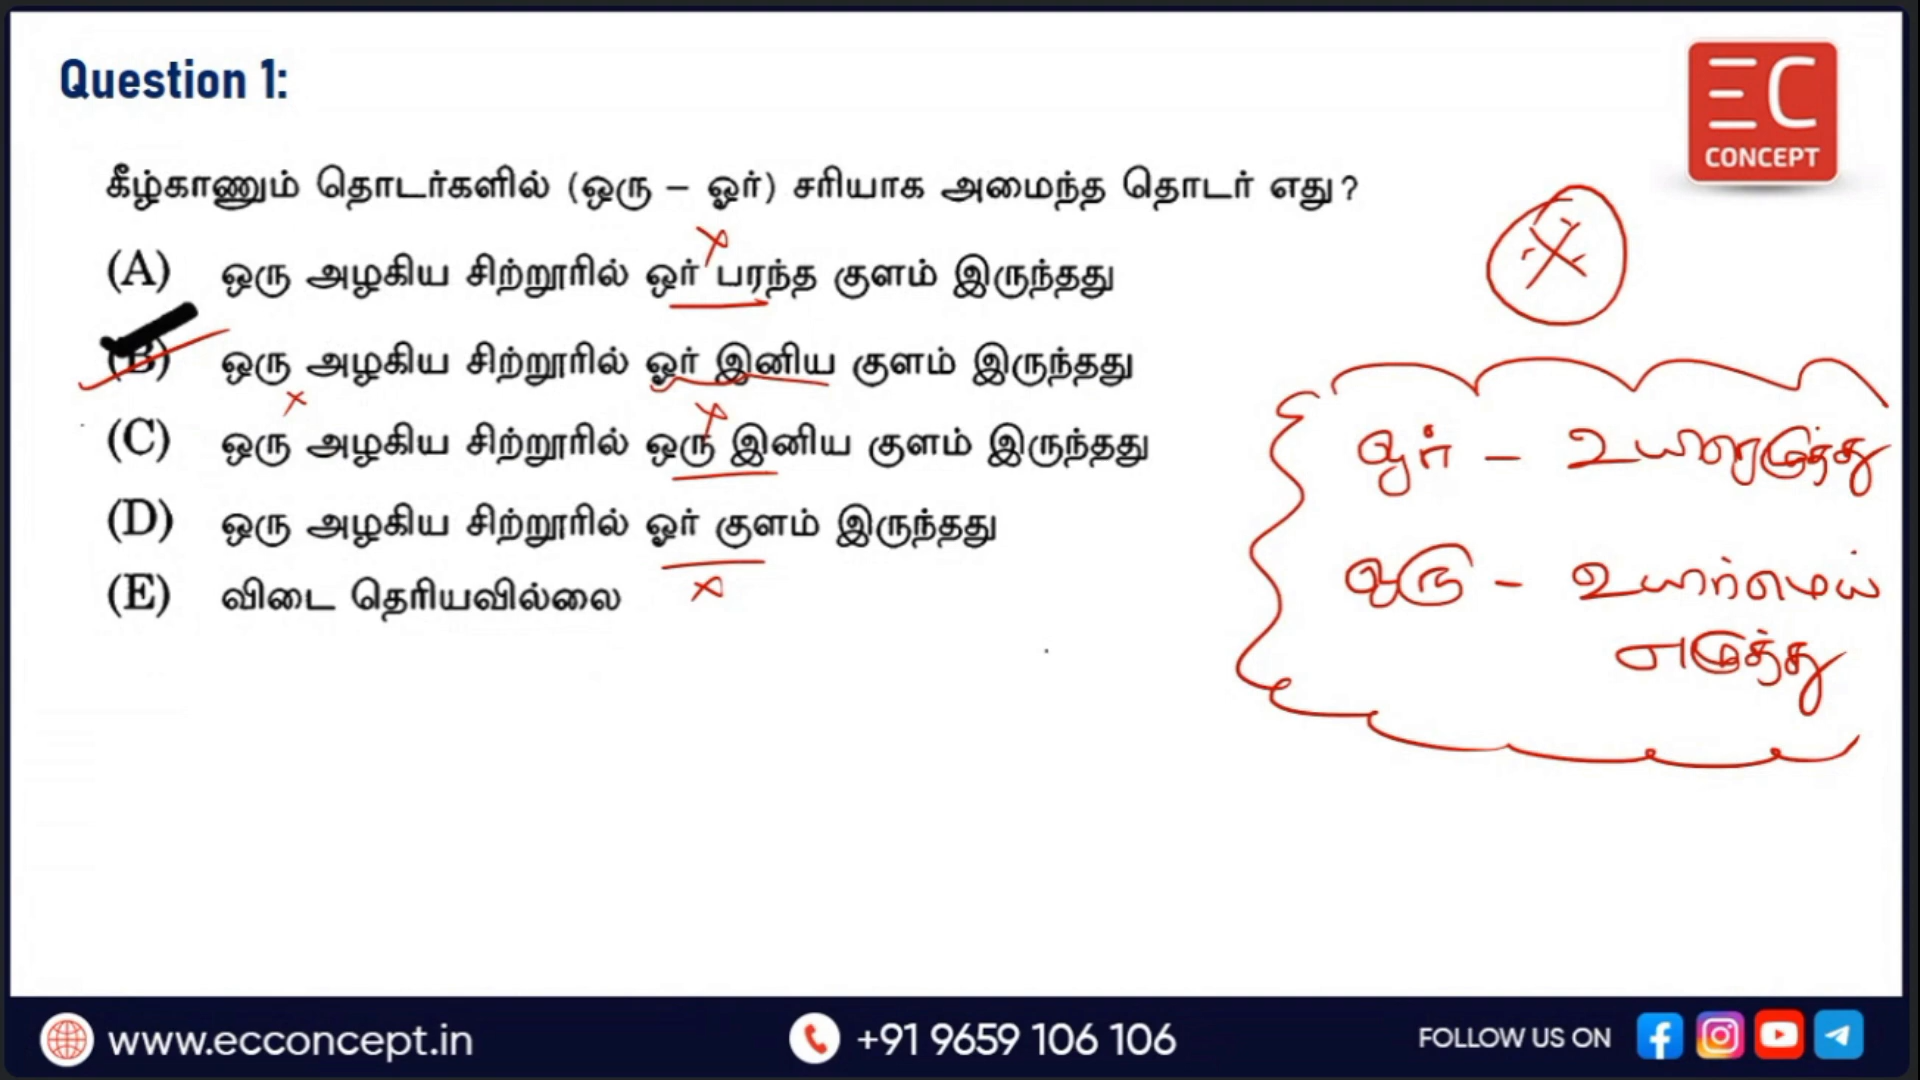 Question 1:
EC
CONCEPT
கீழ்காணும் தொடர்களில் (ஒரு – ஓர்) சரியாக அமைந்த தொடர் எது?
(A) ஒரு அழகிய சிற்றூரில் ஓர் பரந்த குளம் இருந்தது
(B) ஒரு அழகிய சிற்றூரில் ஓர் இனிய குளம் இருந்தது
(C) ஒரு அழகிய சிற்றூரில் ஒரு இனிய குளம் இருந்தது
(D) ஒரு அழகிய சிற்றூரில் ஓர் குளம் இருந்தது
(E) விடை தெரியவில்லை
ஓர் – உயிரெழுத்து
ஒரு – உயிர்மெய்
எழுத்து
www.ecconcept.in
+91 9659 106 106
FOLLOW US ON